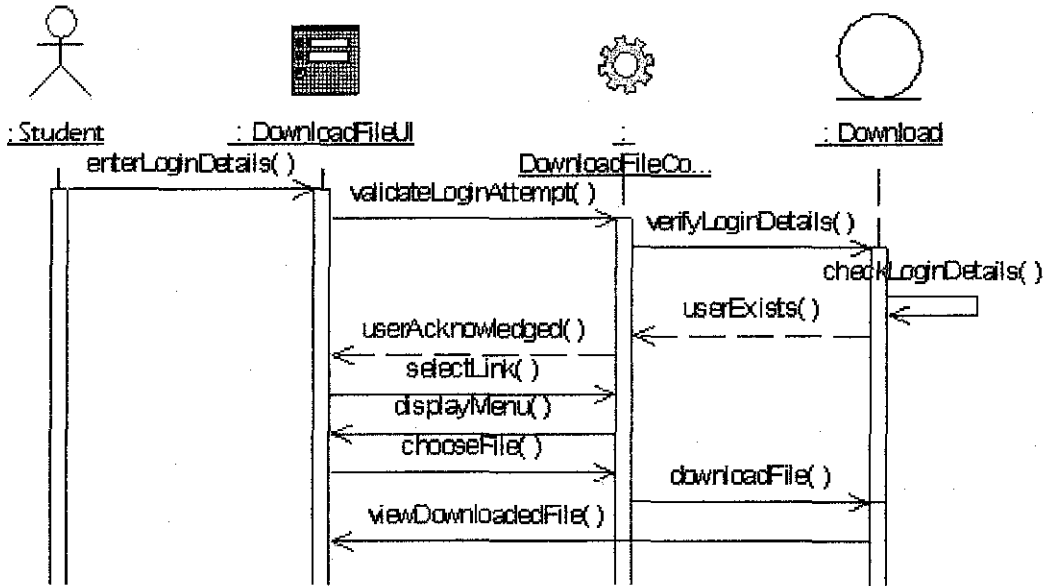 : Student
: DownloadFileUI
:
DownloadFileCo...
: Download
enterLoginDetails( )
validateLoginAttempt( )
verifyLoginDetails( )
checkLoginDetails( )
userExists( )
userAcknowledged( )
selectLink( )
displayMenu( )
chooseFile( )
downloadFile( )
viewDownloadedFile( )